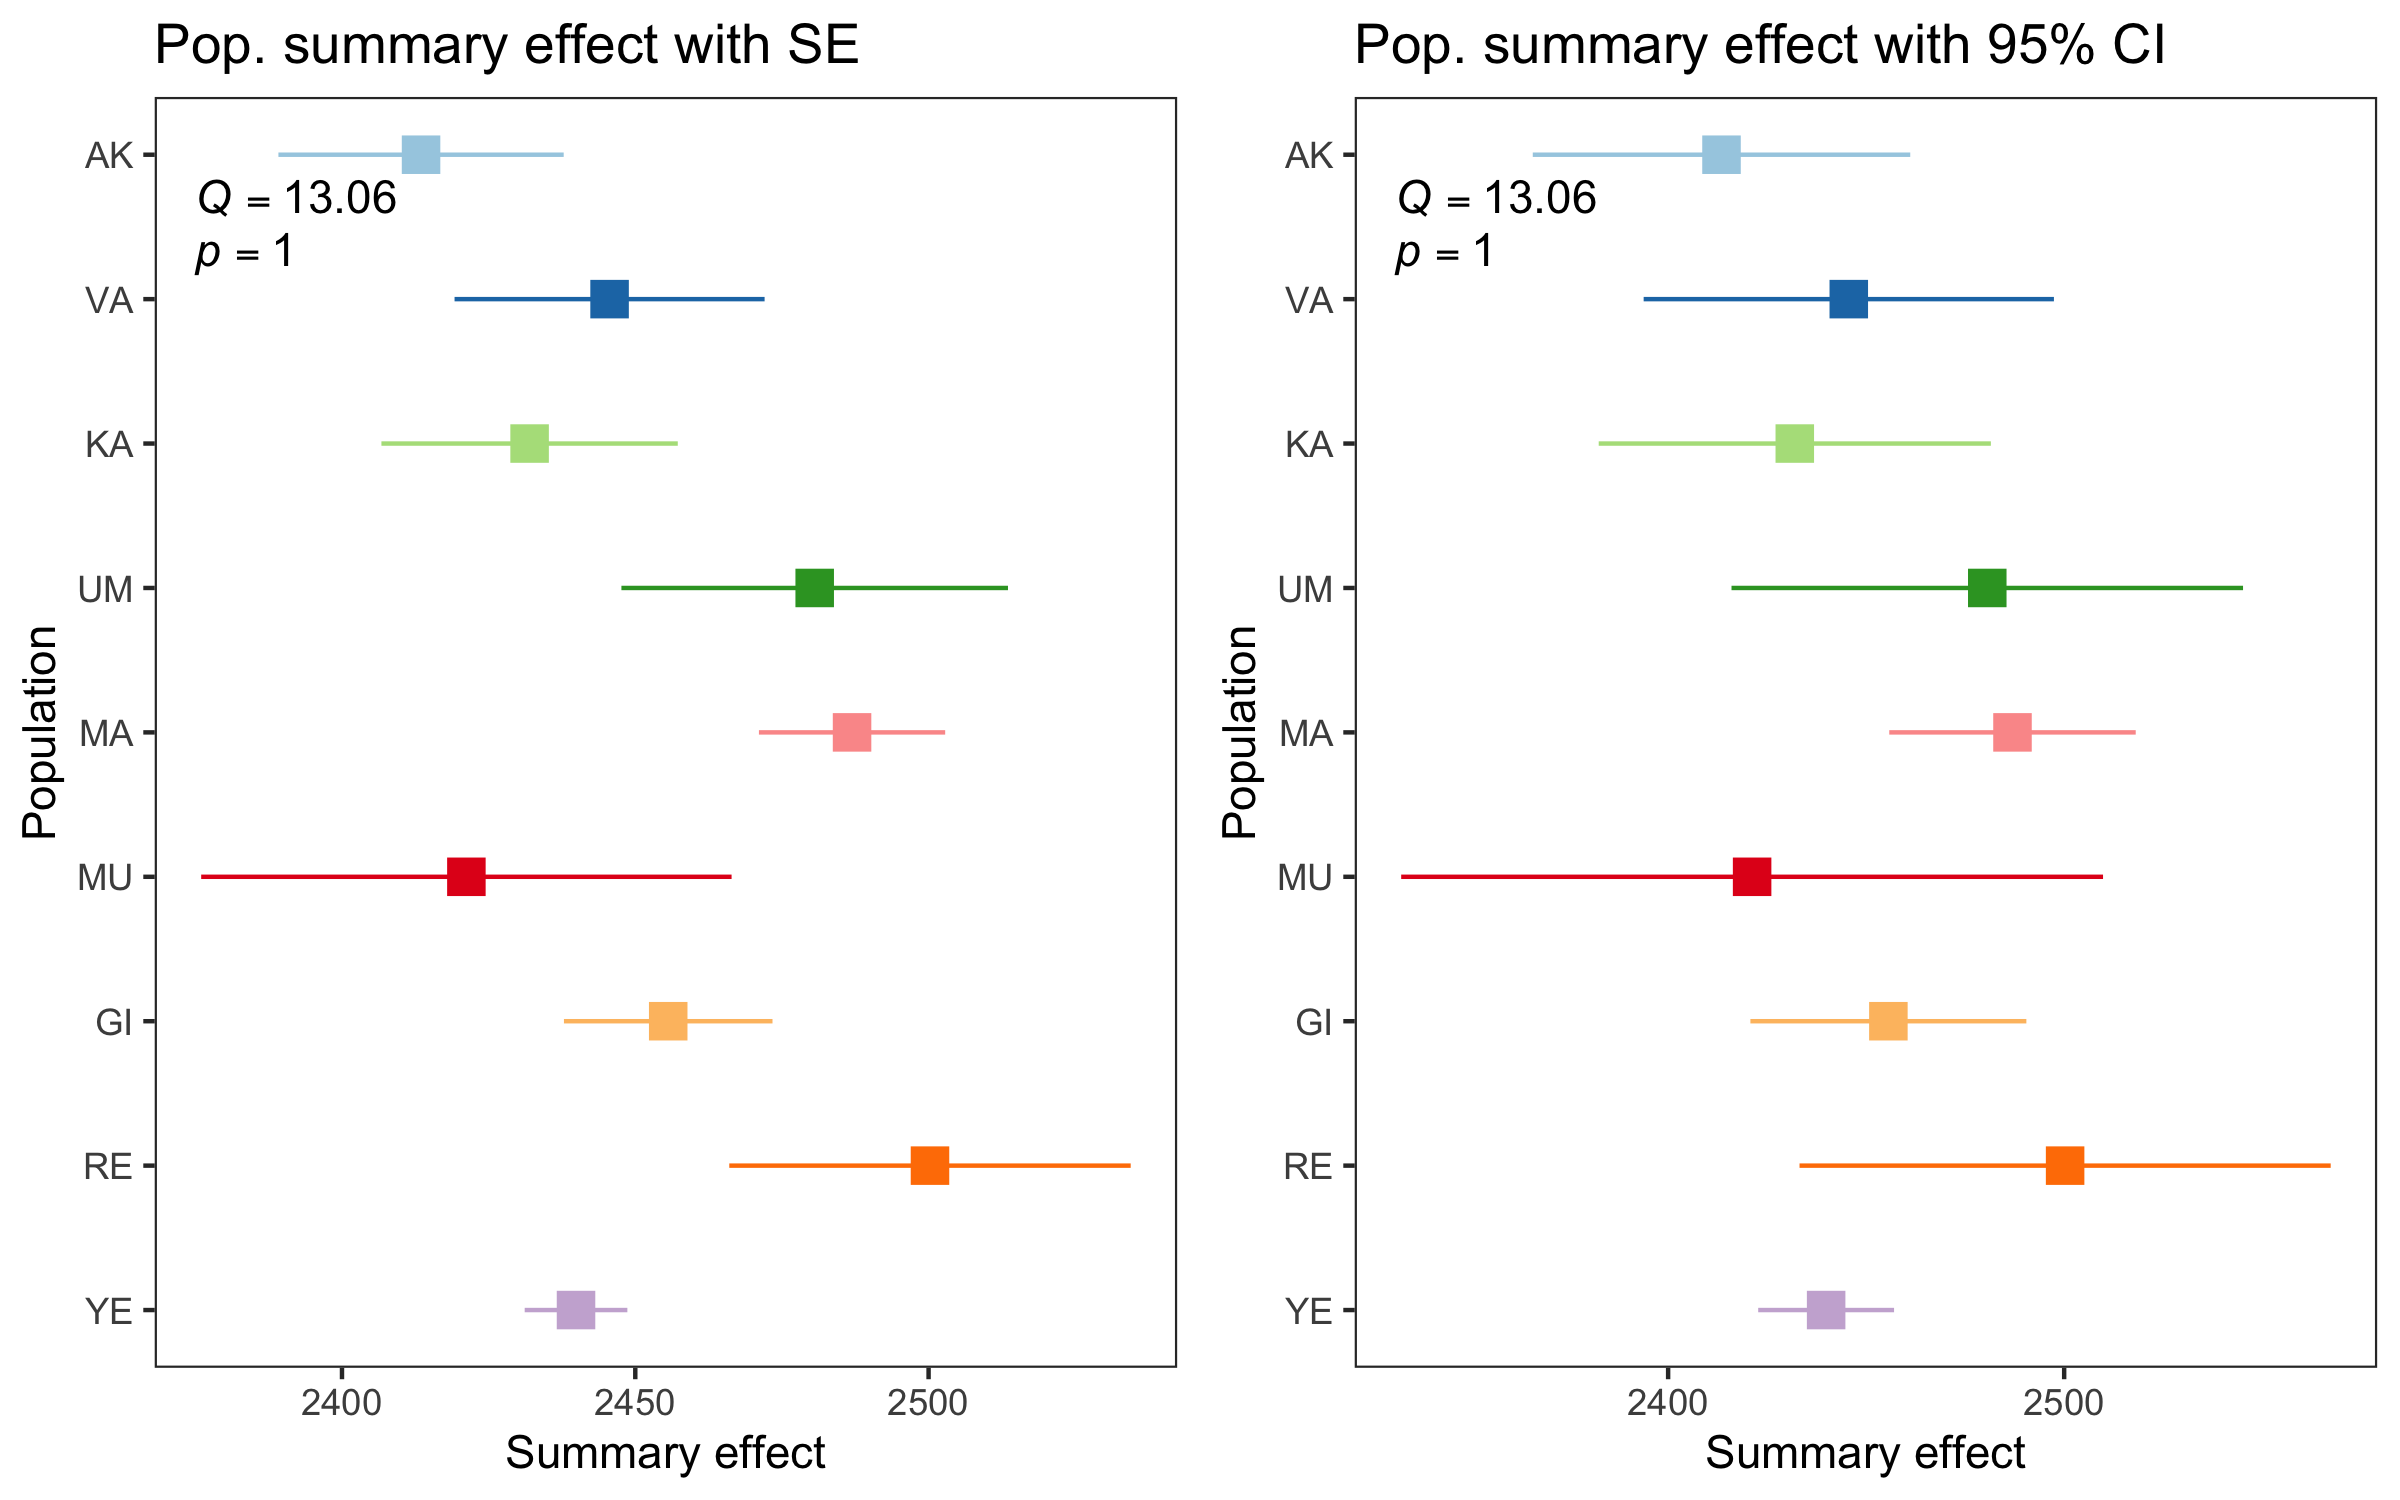 Pop. summary effect with SE
Q = 13.06
p = 1
AK
VA
KA
UM
MA
MU
GI
RE
YE
Population
2400 2450 2500
Summary effect
Pop. summary effect with 95% CI
Q = 13.06
p = 1
AK
VA
KA
UM
MA
MU
GI
RE
YE
Population
2400 2500
Summary effect